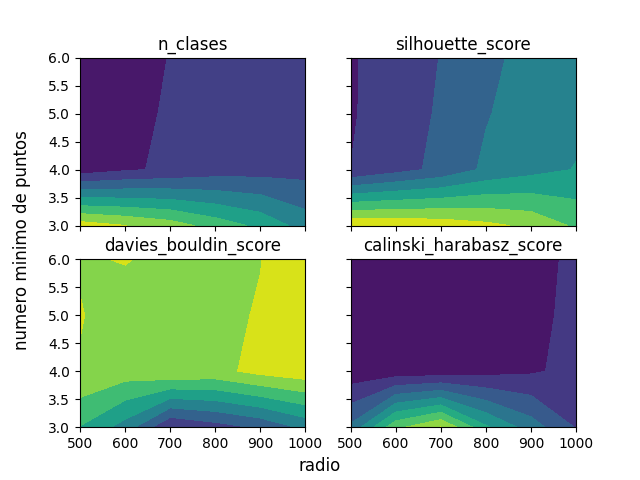 n_clases
silhouette_score
6.0
5.5
5.0
4.5
4.0
3.5
3.0
davies_bouldin_score
calinski_harabasz_score
6.0
5.5
5.0
4.5
4.0
3.5
3.0
500 600 700 800 900 1000
500 600 700 800 900 1000
numero minimo de puntos
radio